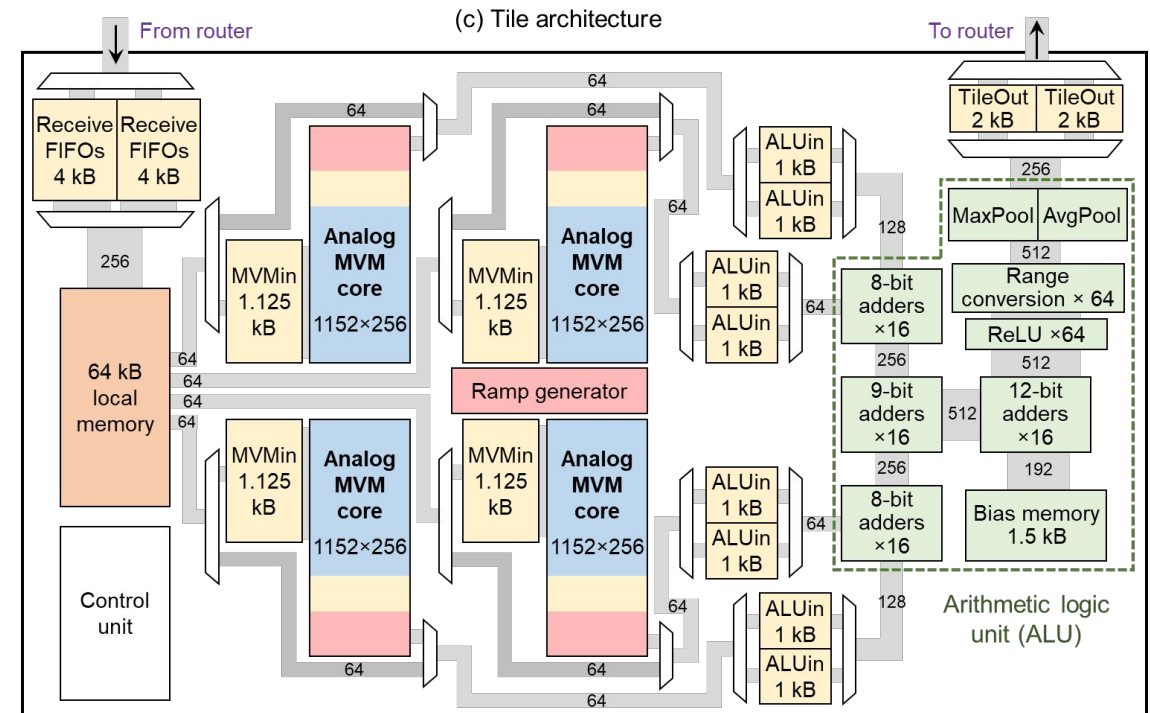 (c) Tile architecture
From router
To router
Receive
FIFOs
4 kB
Receive
FIFOs
4 kB
256
64 kB
local
memory
64
64
64
64
Control
unit
MVMin
1.125
kB
64
Analog
MVM
core
1152×256
MVMin
1.125
kB
64
Analog
MVM
core
1152×256
64
64
Ramp generator
MVMin
1.125
kB
Analog
MVM
core
1152×256
64
MVMin
1.125
kB
Analog
MVM
core
1152×256
64
64
64
ALUin
1 kB
ALUin
1 kB
128
ALUin
1 kB
ALUin
1 kB
64
ALUin
1 kB
ALUin
1 kB
64
ALUin
1 kB
ALUin
1 kB
128
TileOut
2 kB
TileOut
2 kB
256
MaxPool
AvgPool
512
Range
conversion × 64
ReLU ×64
512
8-bit
adders
×16
256
9-bit
adders
×16
512
12-bit
adders
×16
256
192
8-bit
adders
×16
Bias memory
1.5 kB
Arithmetic logic
unit (ALU)